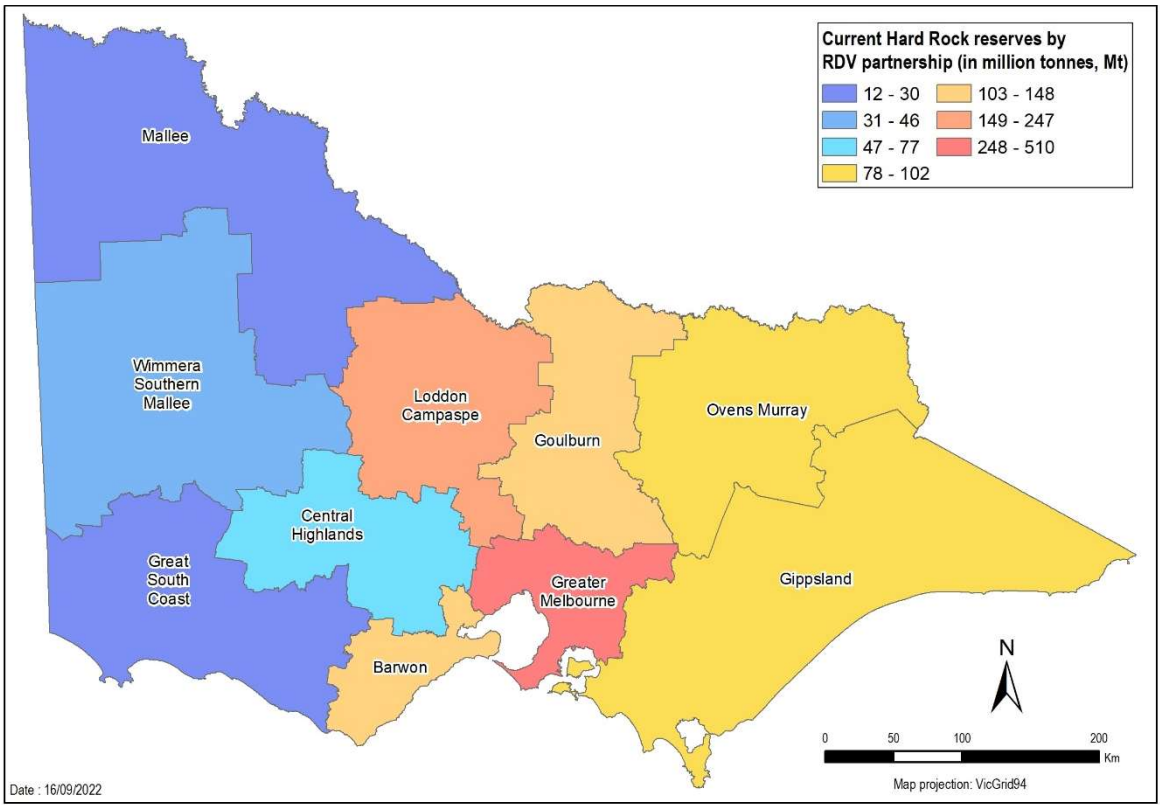 Current Hard Rock reserves by
RDV partnership (in million tonnes, Mt)
12 - 30
103 - 148
31 - 46
149 - 247
47 - 77
248 - 510
78 - 102
Mallee
Wimmera
Southern
Mallee
Loddon
Campaspe
Goulburn
Ovens Murray
Central
Highlands
Great
South
Coast
Greater
Melbourne
Gippsland
Barwon
N
0 50 100 200
Km
Map projection: VicGrid94
Date : 16/09/2022